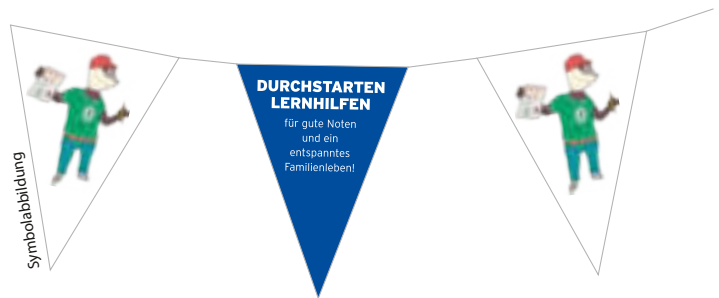 Symbolabbildung
DURCHSTARTEN
LERNHILFEN
für gute Noten
und ein
entspanntes
Familienleben!